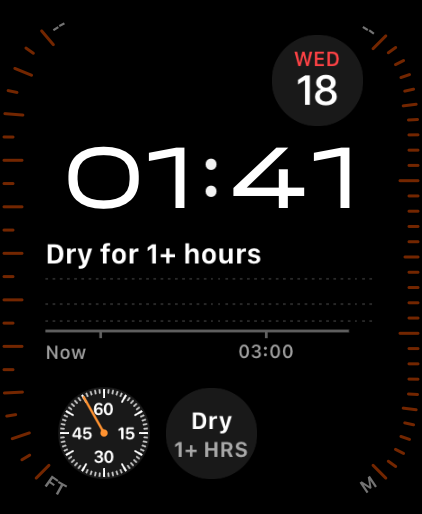 --
--
WED
18
01:41
Dry for 1+ hours
Now
03:00
60
45
15
30
Dry
1+ HRS
FT
M